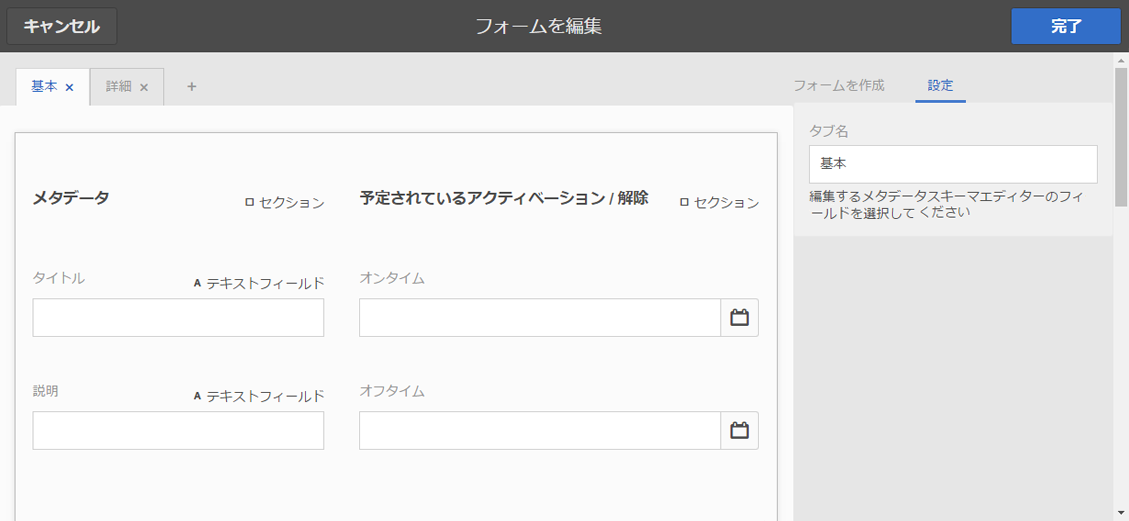 キャンセル
フォームを編集
完了
基本 ×
詳細 ×
+
フォームを作成
設定
タブ名
基本
編集するメタデータスキーマエディターのフィ
ールドを選択して ください
メタデータ
セクション
予定されているアクティベーション / 解除
セクション
タイトル
A テキストフィールド
オンタイム
説明
A テキストフィールド
オフタイム